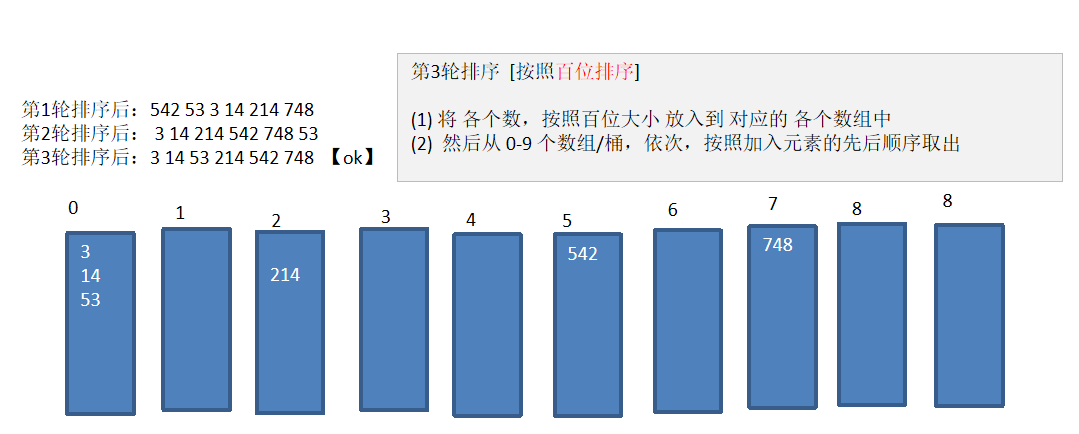 第1轮排序后：542 53 3 14 214 748
第2轮排序后： 3 14 214 542 748 53
第3轮排序后：3 14 53 214 542 748 【ok】
第3轮排序 [按照百位排序]
(1) 将 各个数，按照百位大小 放入到 对应的 各个数组中
(2) 然后从 0-9 个数组/桶，依次，按照加入元素的先后顺序取出
0 1 2 3 4 5 6 7 8 8
3
14
53
214
542
748